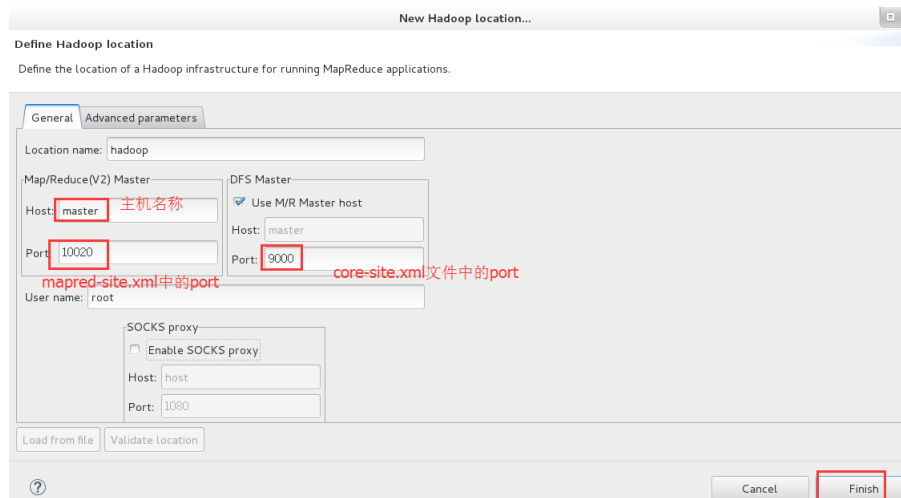 New Hadoop location...
Define Hadoop location
Define the location of a Hadoop infrastructure for running MapReduce applications.
General Advanced parameters
Location name: hadoop
Map/Reduce(V2) Master
Host: master 主机名称
Port: 10020
mapred-site.xml中的port
DFS Master
Use M/R Master host
Host: master
Port: 9000
core-site.xml文件中的port
User name: root
SOCKS proxy
Enable SOCKS proxy
Host: host
Port: 1080
Load from file Validate location
? Cancel Finish